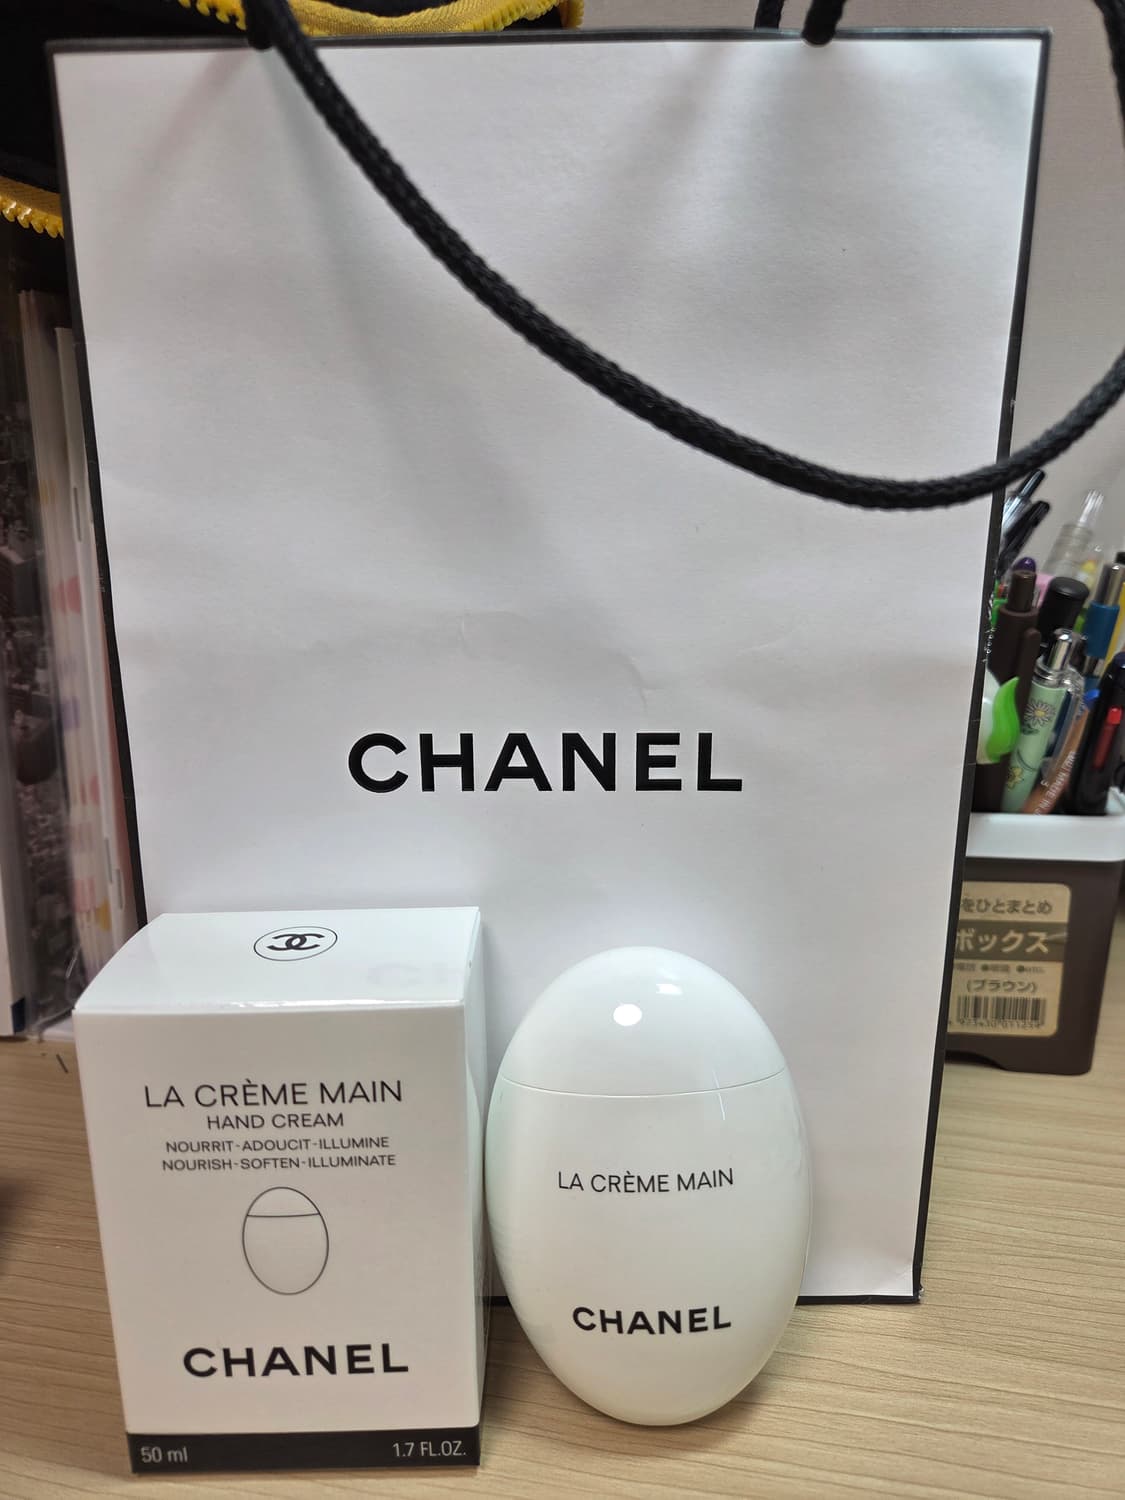 CHANEL
LA CRÈME MAIN
HAND CREAM
NOURRIT-ADOUCIT-ILLUMINE
NOURISH-SOFTEN-ILLUMINATE
CHANEL
50 ml
1.7 FL.OZ.
LA CRÈME MAIN
CHANEL
をひとまとめ
ボックス
(ブラウン)